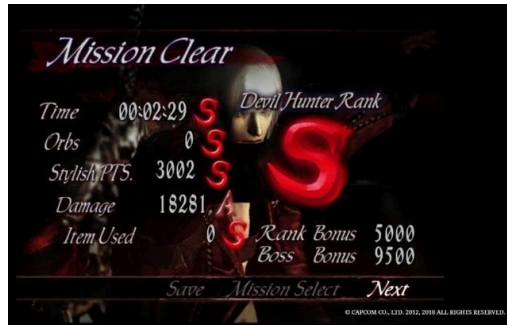 Mission Clear
Time 00:02:29 S
Devil Hunter Rank
S
Orbs 0 S
Stylish PTS. 3002 S
Damage 18281 A
Item Used 0 S
Rank Bonus 5000
Boss Bonus 9500
Save Mission Select Next
© CAPCOM CO., LTD. 2012, 2018 ALL RIGHTS RESERVED.